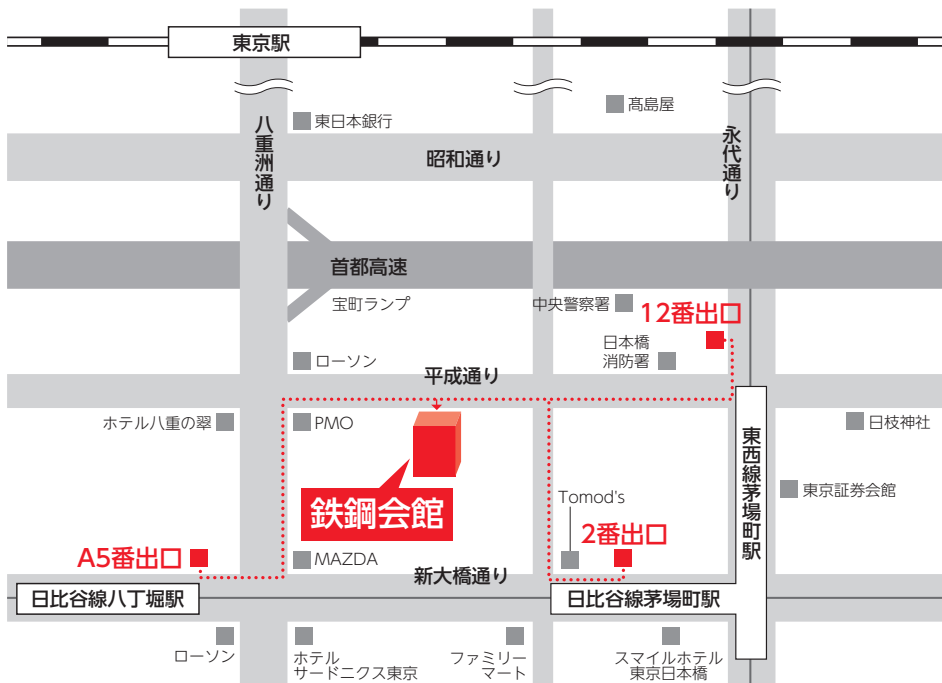 東京駅
髙島屋
東日本銀行
八重洲通り
昭和通り
永代通り
首都高速
宝町ランプ
中央警察署
12番出口
日本橋
消防署
ローソン
平成通り
ホテル八重の翠
PMO
日枝神社
東西線茅場町駅
鉄鋼会館
Tomod's
東京証券会館
2番出口
A5番出口
MAZDA
新大橋通り
日比谷線八丁堀駅
日比谷線茅場町駅
ローソン
ホテル
サードニクス東京
ファミリー
マート
スマイルホテル
東京日本橋